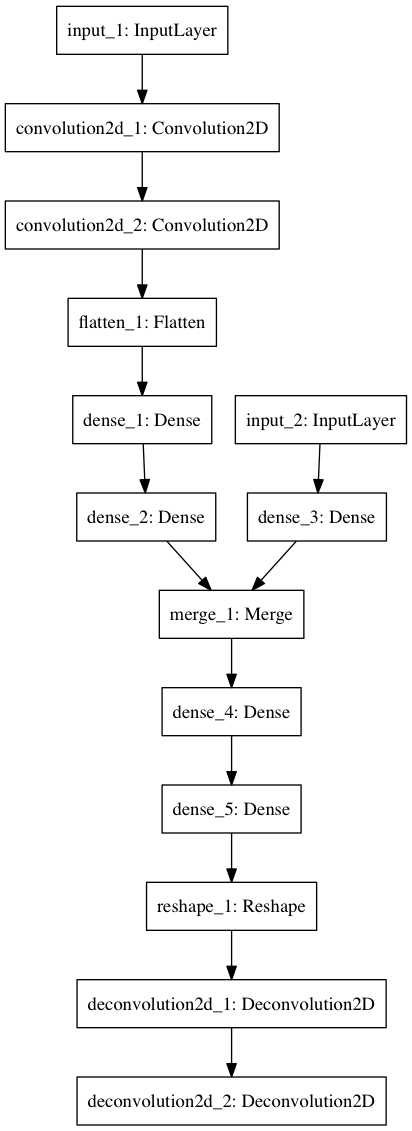 input_1: InputLayer
convolution2d_1: Convolution2D
convolution2d_2: Convolution2D
flatten_1: Flatten
dense_1: Dense
input_2: InputLayer
dense_2: Dense
dense_3: Dense
merge_1: Merge
dense_4: Dense
dense_5: Dense
reshape_1: Reshape
deconvolution2d_1: Deconvolution2D
deconvolution2d_2: Deconvolution2D